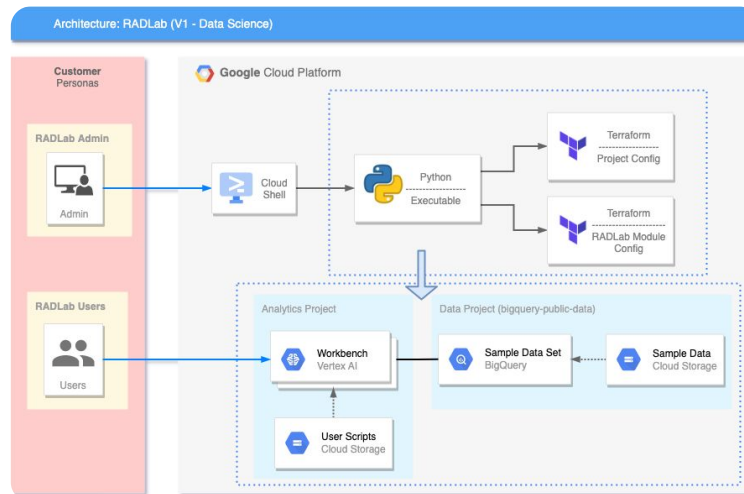 Architecture: RADLab (V1 - Data Science)
Customer
Personas
Google Cloud Platform
RADLab Admin
Admin
Cloud
Shell
Python
Executable
Terraform
Project Config
Terraform
RADLab Module
Config
RADLab Users
Users
Analytics Project
Workbench
Vertex AI
User Scripts
Cloud Storage
Data Project (bigquery-public-data)
Sample Data Set
BigQuery
Sample Data
Cloud Storage